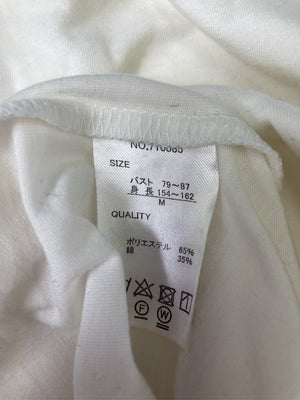 NO.710085
SIZE
バスト 79～87
身 長 154～162
M
QUALITY
ポリエステル 65%
綿 35%
F W